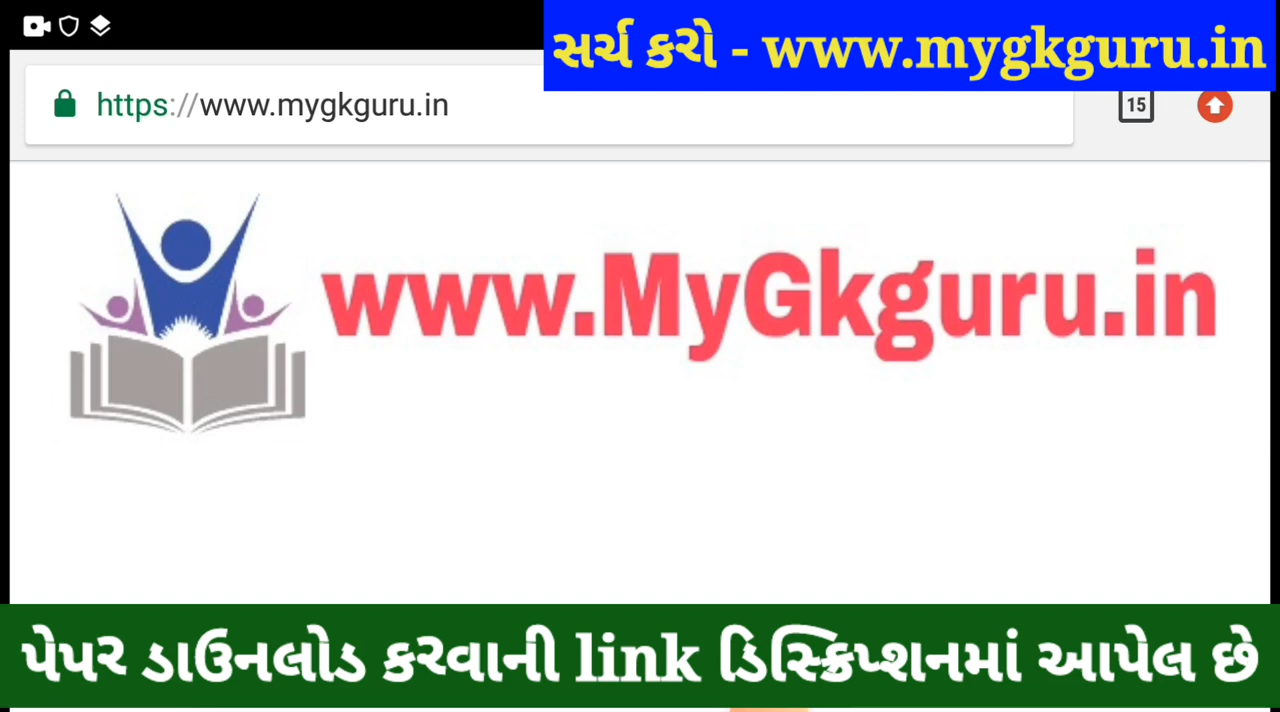 સર્ચ કરો - www.mygkguru.in
https://www.mygkguru.in
15
www.MyGkguru.in
પેપર ડાઉનલોડ કરવાની link ડિસ્ક્રિપ્શનમાં આપેલ છે